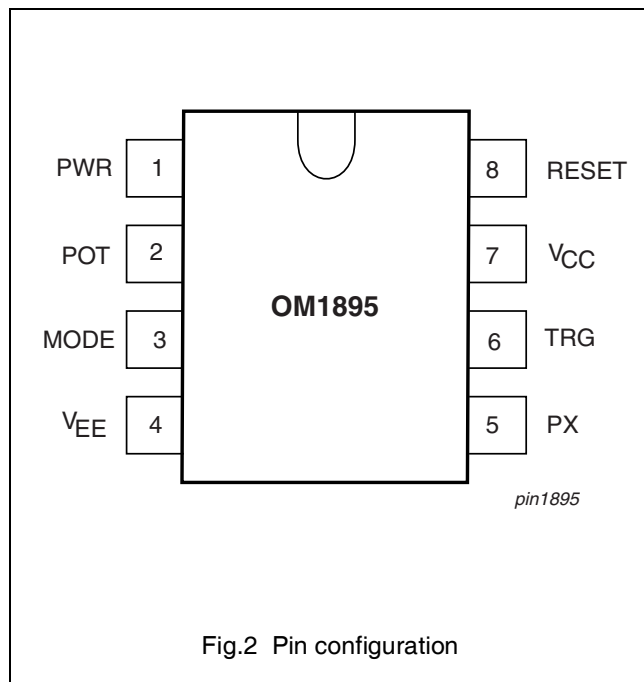 PWR 1 8 RESET
POT 2 7 VCC
OM1895
MODE 3 6 TRG
VEE 4 5 PX
pin1895
Fig.2 Pin configuration